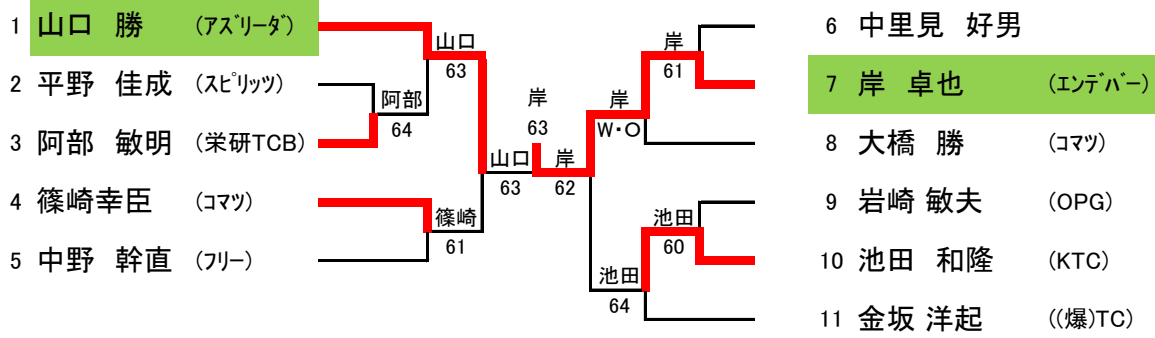 1 山口 勝 (アズリーダ)
2 平野 佳成 (スピリッツ)
3 阿部 敏明 (栄研TCB)
4 篠崎幸臣 (コマツ)
5 中野 幹直 (フリー)
山口
63
阿部
64
篠崎
61
山口
63
岸
63
岸
62
岸
W・O
岸
61
池田
60
池田
64
6 中里見 好男
7 岸 卓也 (エンデバー)
8 大橋 勝 (コマツ)
9 岩崎 敏夫 (OPG)
10 池田 和隆 (KTC)
11 金坂 洋起 ((爆)TC)